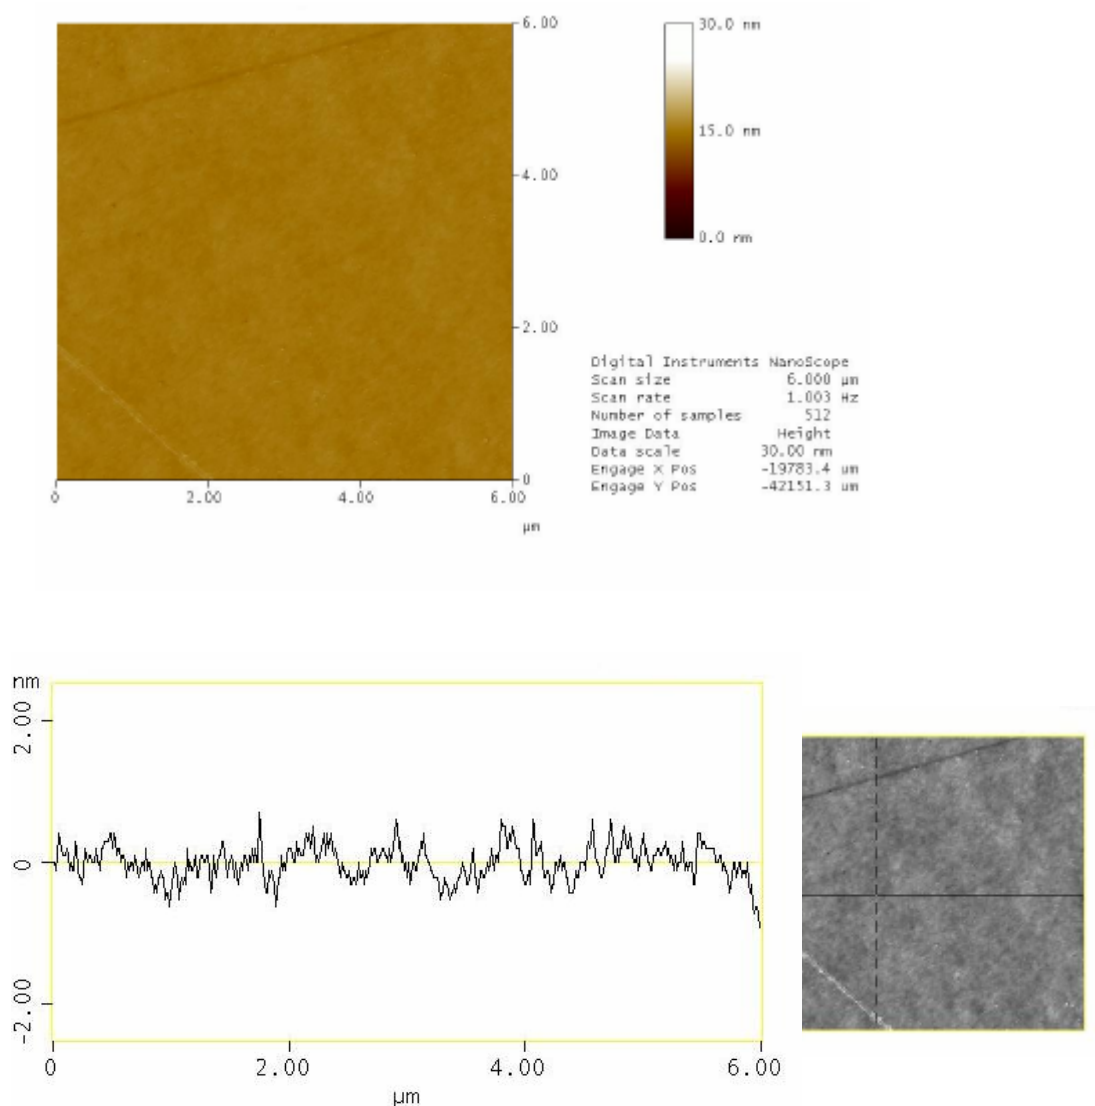 6.00
4.00
2.00
0
0 2.00 4.00 6.00
µm
30.0 nm
15.0 nm
0.0 nm
Digital Instruments NanoScope
Scan size 6.000 µm
Scan rate 1.003 Hz
Number of samples 512
Image Data Height
Data scale 30.00 nm
Engage X Pos -19783.4 um
Engage Y Pos -42151.3 um
nm
2.00
0
-2.00
0 2.00 4.00 6.00
µm